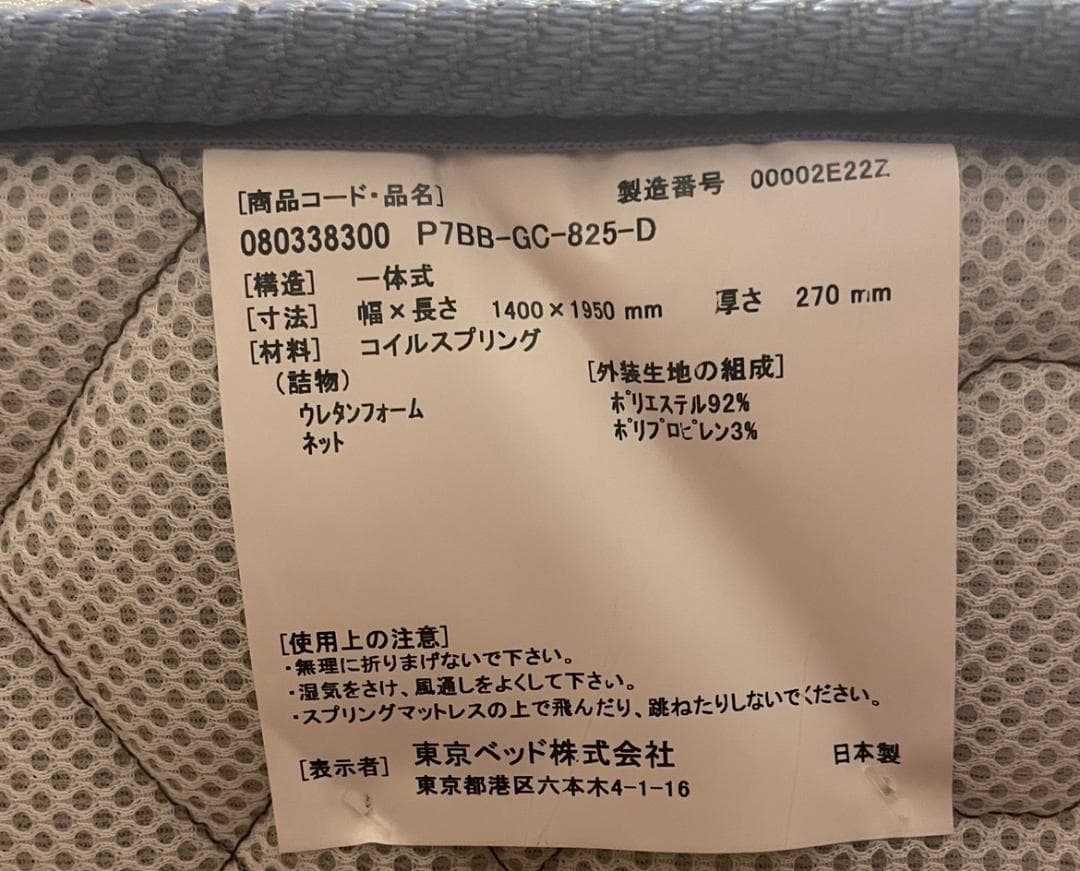 [商品コード・品名] 製造番号 00002E22Z
080338300 P7BB-GC-825-D
[構造] 一体式
[寸法] 幅×長さ 1400×1950 mm 厚さ 270 mm
[材料] コイルスプリング
(詰物) [外装生地の組成]
ウレタンフォーム ポリエステル92%
ネット ポリプロピレン3%
[使用上の注意]
・無理に折りまげないで下さい。
・湿気をさけ、風通しをよくして下さい。
・スプリングマットレスの上で飛んだり、跳ねたりしないでください。
[表示者] 東京ベッド株式会社 日本製
東京都港区六本木4-1-16